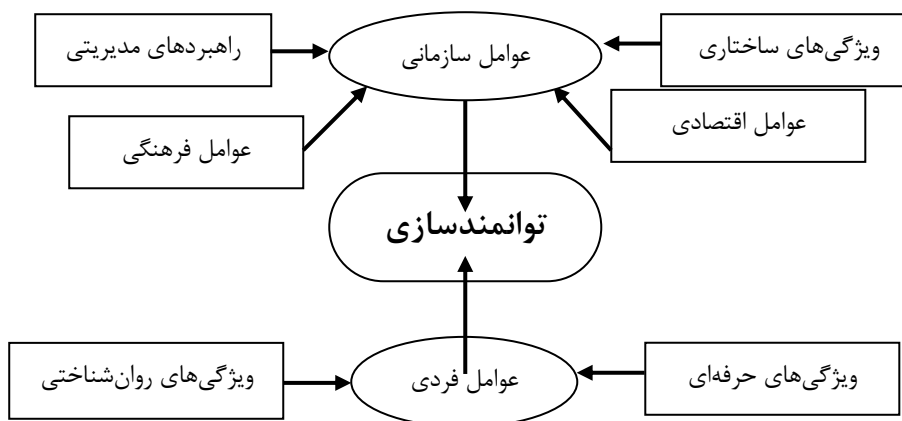 ویژگی‌های ساختاری
عوامل سازمانی
راهبردهای مدیریتی
عوامل اقتصادی
عوامل فرهنگی
توانمندسازی
ویژگی‌های حرفه‌ای
عوامل فردی
ویژگی‌های روان‌شناختی